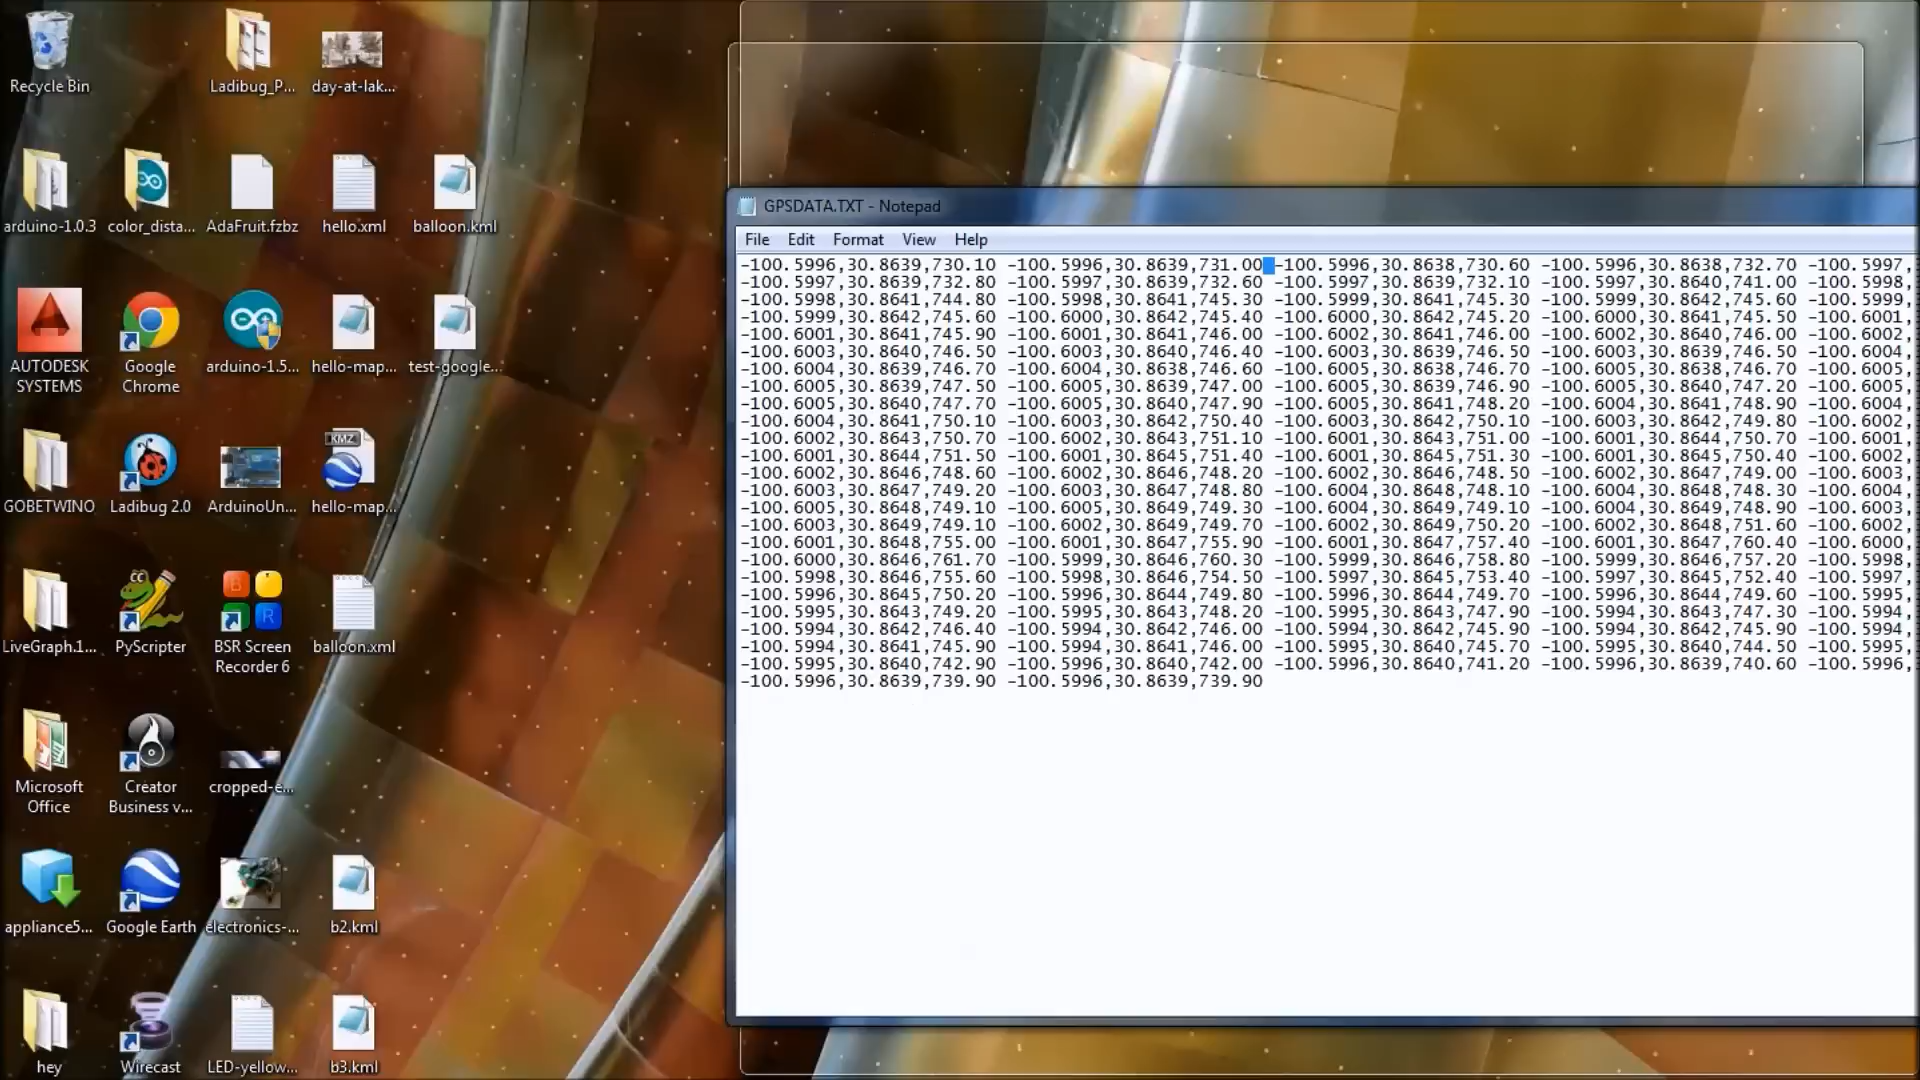 Recycle Bin
Ladibug_P...
day-at-lak...
arduino-1.0.3
color_dista...
AdaFruit.fzbz
hello.xml
balloon.kml
AUTODESK SYSTEMS
Google Chrome
arduino-1.5...
hello-map...
test-google...
KMZ
GOBETWINO
Ladibug 2.0
ArduinoUn...
hello-map...
LiveGraph.1...
PyScripter
B
S
R
BSR Screen Recorder 6
balloon.xml
Microsoft Office
Creator Business v...
cropped-e...
appliance5...
Google Earth
electronics-...
b2.kml
hey
Wirecast
LED-yellow...
b3.kml
GPSDATA.TXT - Notepad
File Edit Format View Help
-100.5996,30.8639,730.10 -100.5996,30.8639,731.00 -100.5996,30.8638,730.60 -100.5996,30.8638,732.70 -100.5997,
-100.5997,30.8639,732.80 -100.5997,30.8639,732.60 -100.5997,30.8639,732.10 -100.5997,30.8640,741.00 -100.5998,
-100.5998,30.8641,744.80 -100.5998,30.8641,745.30 -100.5999,30.8641,745.30 -100.5999,30.8642,745.60 -100.5999,
-100.5999,30.8642,745.60 -100.6000,30.8642,745.40 -100.6000,30.8642,745.20 -100.6000,30.8641,745.50 -100.6001,
-100.6001,30.8641,745.90 -100.6001,30.8641,746.00 -100.6002,30.8641,746.00 -100.6002,30.8640,746.00 -100.6002,
-100.6003,30.8640,746.50 -100.6003,30.8640,746.40 -100.6003,30.8639,746.50 -100.6003,30.8639,746.50 -100.6004,
-100.6004,30.8639,746.70 -100.6004,30.8638,746.60 -100.6005,30.8638,746.70 -100.6005,30.8638,746.70 -100.6005,
-100.6005,30.8639,747.50 -100.6005,30.8639,747.00 -100.6005,30.8639,746.90 -100.6005,30.8640,747.20 -100.6005,
-100.6005,30.8640,747.70 -100.6005,30.8640,747.90 -100.6005,30.8641,748.20 -100.6004,30.8641,748.90 -100.6004,
-100.6004,30.8641,750.10 -100.6003,30.8642,750.40 -100.6003,30.8642,750.10 -100.6003,30.8642,749.80 -100.6002,
-100.6002,30.8643,750.70 -100.6002,30.8643,751.10 -100.6001,30.8643,751.00 -100.6001,30.8644,750.70 -100.6001,
-100.6001,30.8644,751.50 -100.6001,30.8645,751.40 -100.6001,30.8645,751.30 -100.6001,30.8645,750.40 -100.6002,
-100.6002,30.8646,748.60 -100.6002,30.8646,748.20 -100.6002,30.8646,748.50 -100.6002,30.8647,749.00 -100.6003,
-100.6003,30.8647,749.20 -100.6003,30.8647,748.80 -100.6004,30.8648,748.10 -100.6004,30.8648,748.30 -100.6004,
-100.6005,30.8648,749.10 -100.6005,30.8649,749.30 -100.6004,30.8649,749.10 -100.6004,30.8649,748.90 -100.6003,
-100.6003,30.8649,749.10 -100.6002,30.8649,749.70 -100.6002,30.8649,750.20 -100.6002,30.8648,751.60 -100.6002,
-100.6001,30.8648,755.00 -100.6001,30.8647,755.90 -100.6001,30.8647,757.40 -100.6001,30.8647,760.40 -100.6000,
-100.6000,30.8646,761.70 -100.5999,30.8646,760.30 -100.5999,30.8646,758.80 -100.5999,30.8646,757.20 -100.5998,
-100.5998,30.8646,755.60 -100.5998,30.8646,754.50 -100.5997,30.8645,753.40 -100.5997,30.8645,752.40 -100.5997,
-100.5996,30.8645,750.20 -100.5996,30.8644,749.80 -100.5996,30.8644,749.70 -100.5996,30.8644,749.60 -100.5995,
-100.5995,30.8643,749.20 -100.5995,30.8643,748.20 -100.5995,30.8643,747.90 -100.5994,30.8643,747.30 -100.5994,
-100.5994,30.8642,746.40 -100.5994,30.8642,746.00 -100.5994,30.8642,745.90 -100.5994,30.8642,745.90 -100.5994,
-100.5994,30.8641,745.90 -100.5994,30.8641,746.00 -100.5995,30.8640,745.70 -100.5995,30.8640,744.50 -100.5995,
-100.5995,30.8640,742.90 -100.5996,30.8640,742.00 -100.5996,30.8640,741.20 -100.5996,30.8639,740.60 -100.5996,
-100.5996,30.8639,739.90 -100.5996,30.8639,739.90